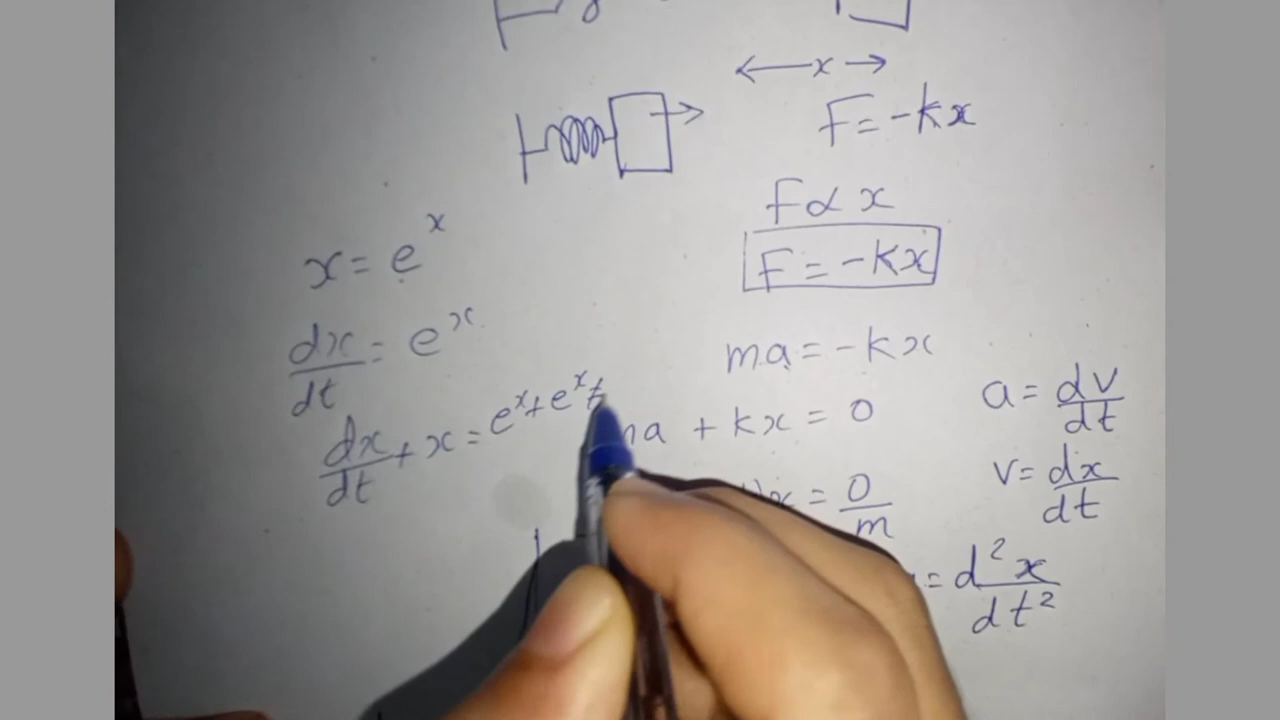 x
F = -kx
F ∝ x
F = -kx
x = e^x
dx/dt = e^x
ma = -kx
dx/dt + x = e^x + e^x
+ kx = 0
a = dv/dt
v = dx/dt
= 0/m
= d²x/dt²